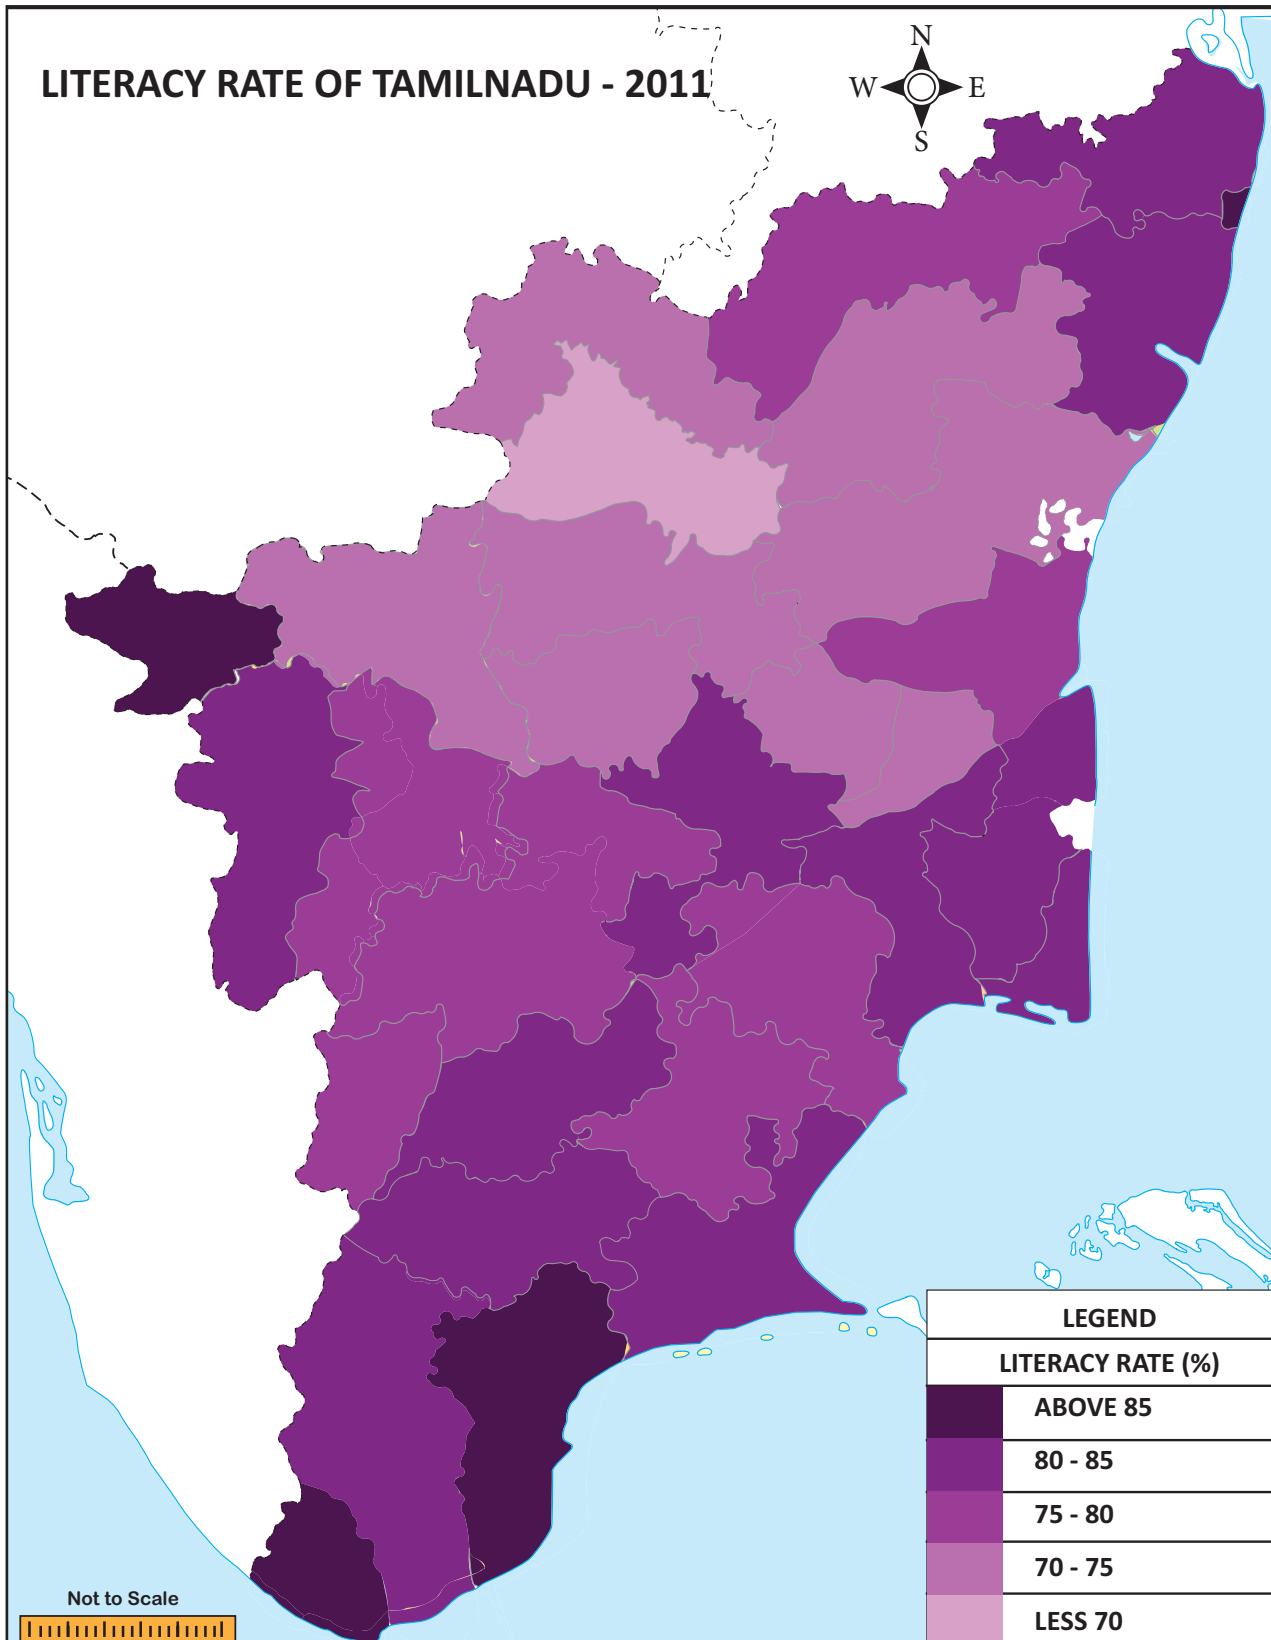 LITERACY RATE OF TAMILNADU - 2011
N
W E
S
LEGEND
LITERACY RATE (%)
ABOVE 85
80 - 85
75 - 80
70 - 75
LESS 70
Not to Scale